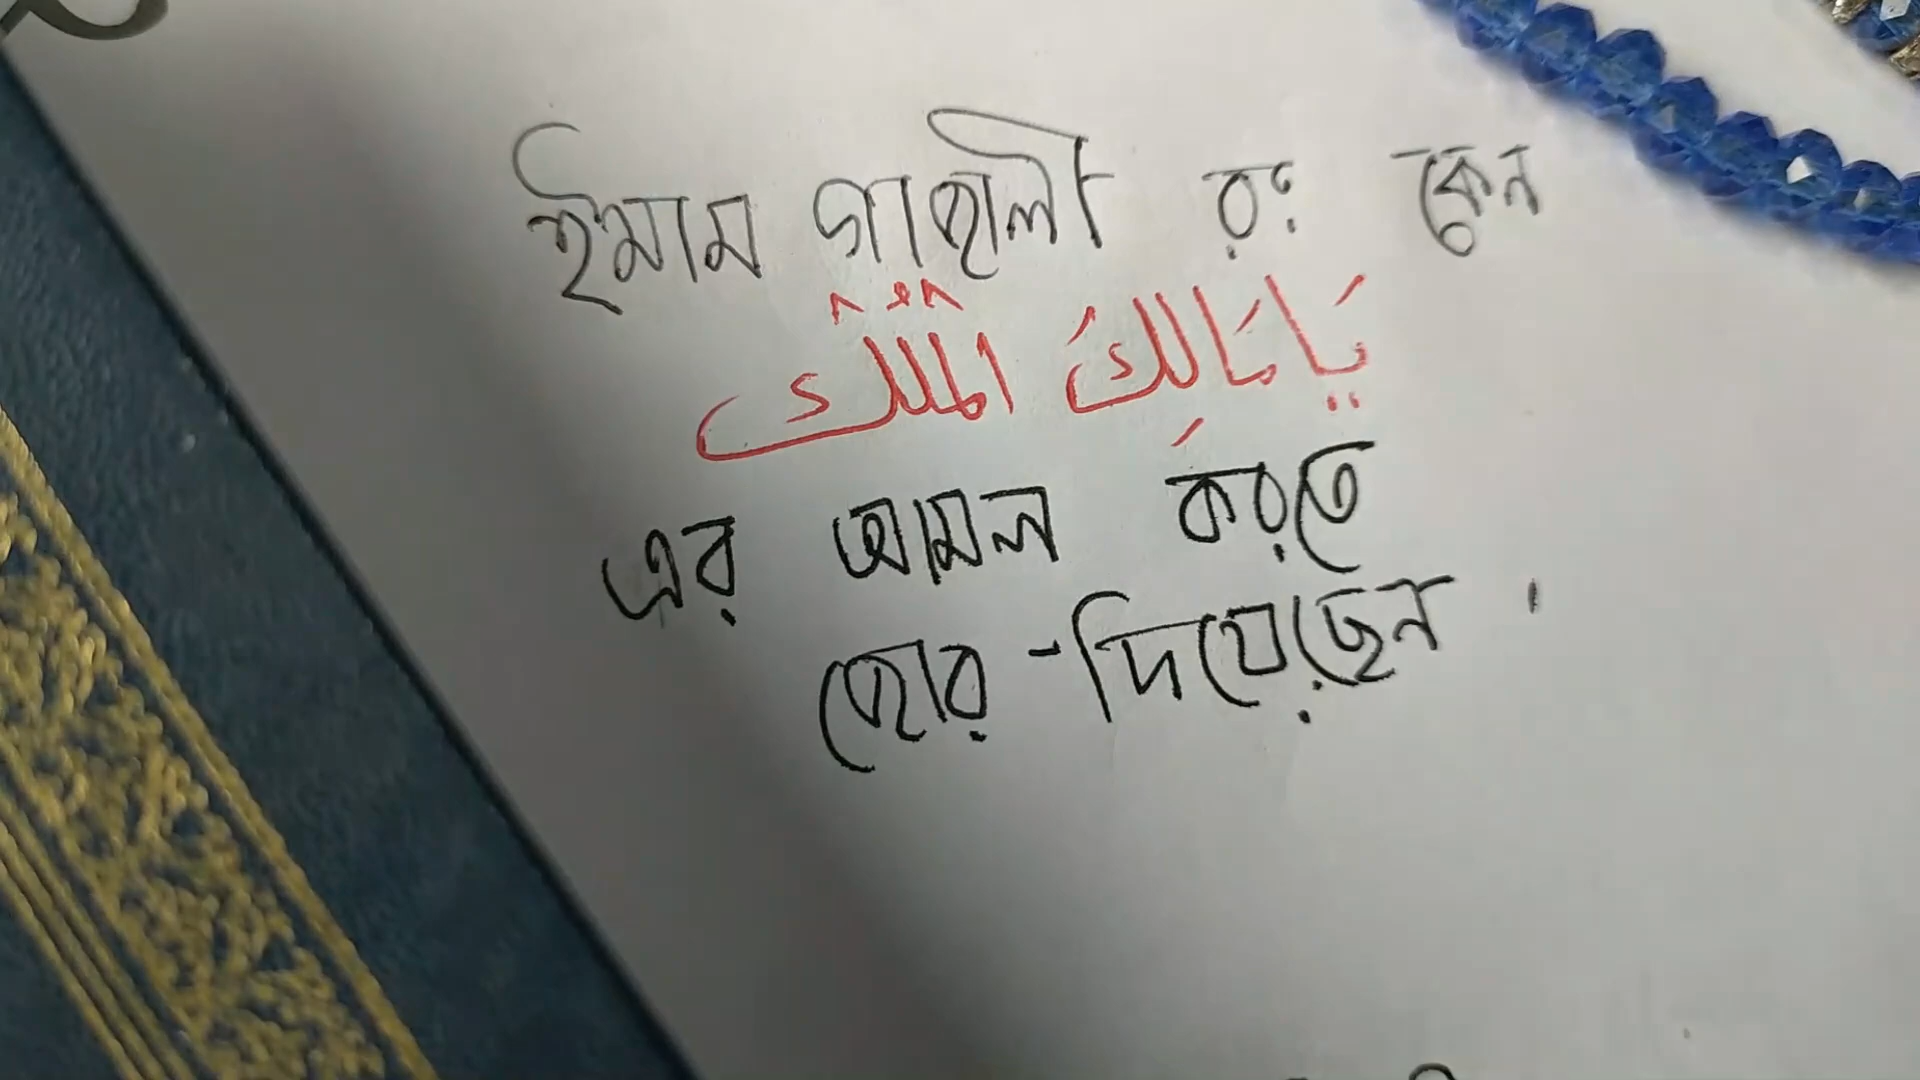 ইমাম গাজালী রঃ কেন
يَا مَالِكَ الْمُلْكِ
এর আমল করতে
জোর-দিয়েছেন।